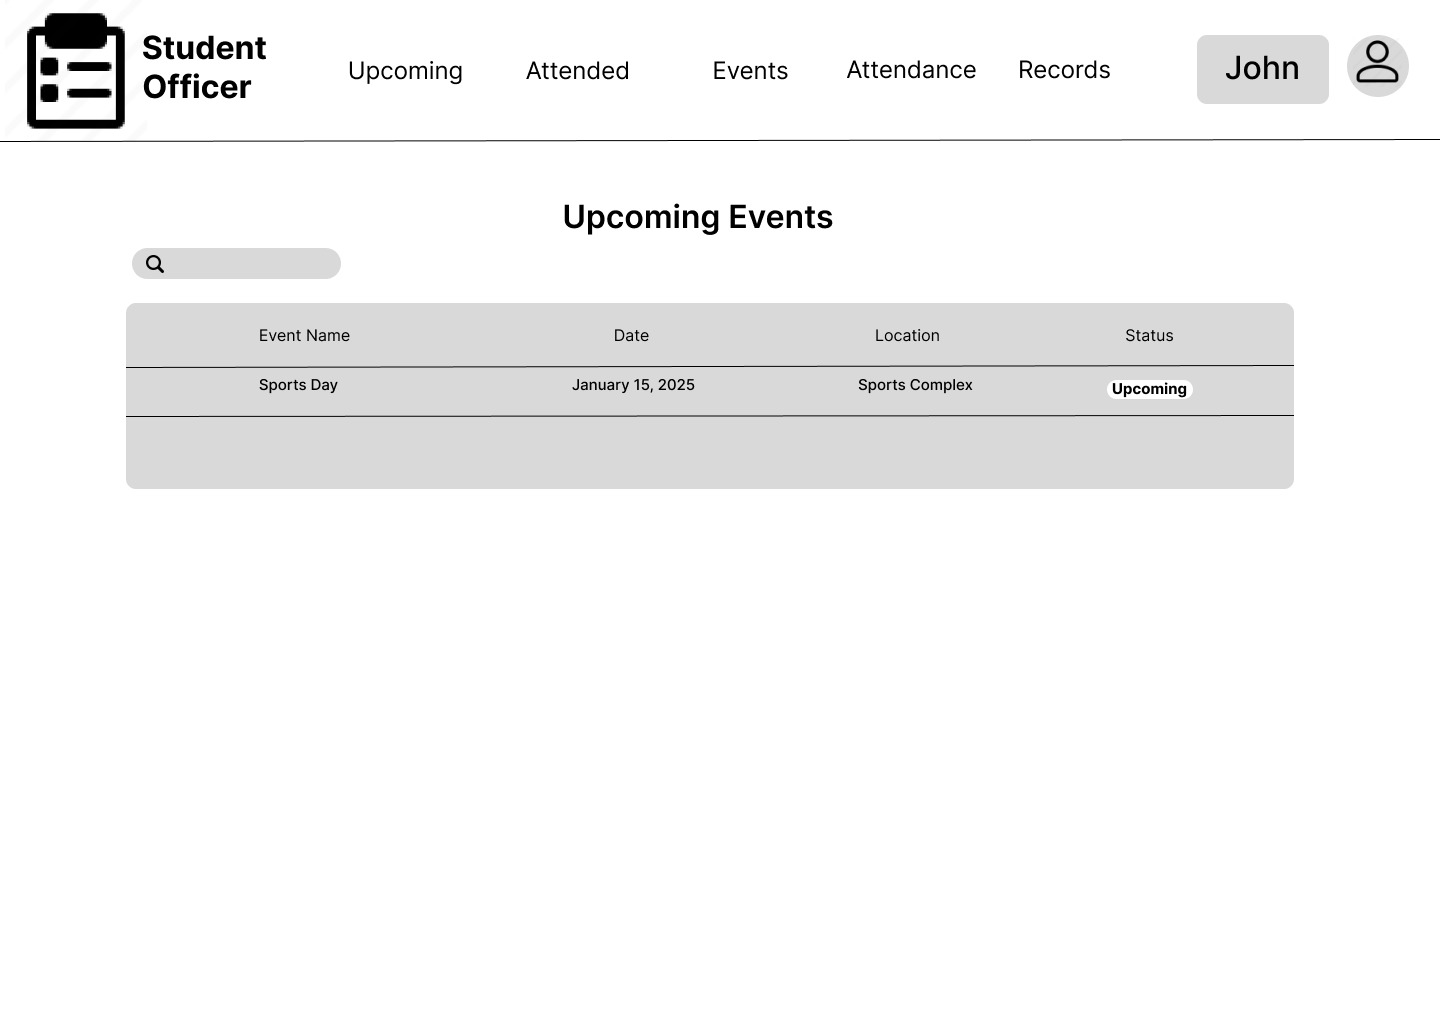 Student
Officer
Upcoming Attended Events Attendance Records
John
Upcoming Events
Event Name Date Location Status
Sports Day January 15, 2025 Sports Complex Upcoming